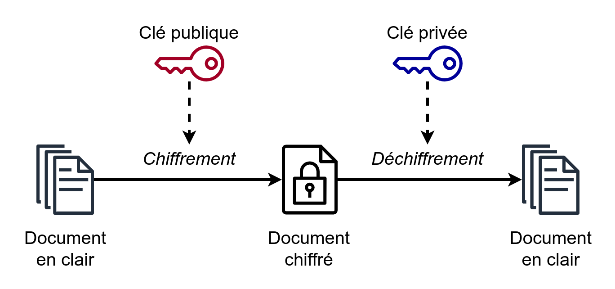 Clé publique
Clé privée
Chiffrement
Déchiffrement
Document
en clair
Document
chiffré
Document
en clair